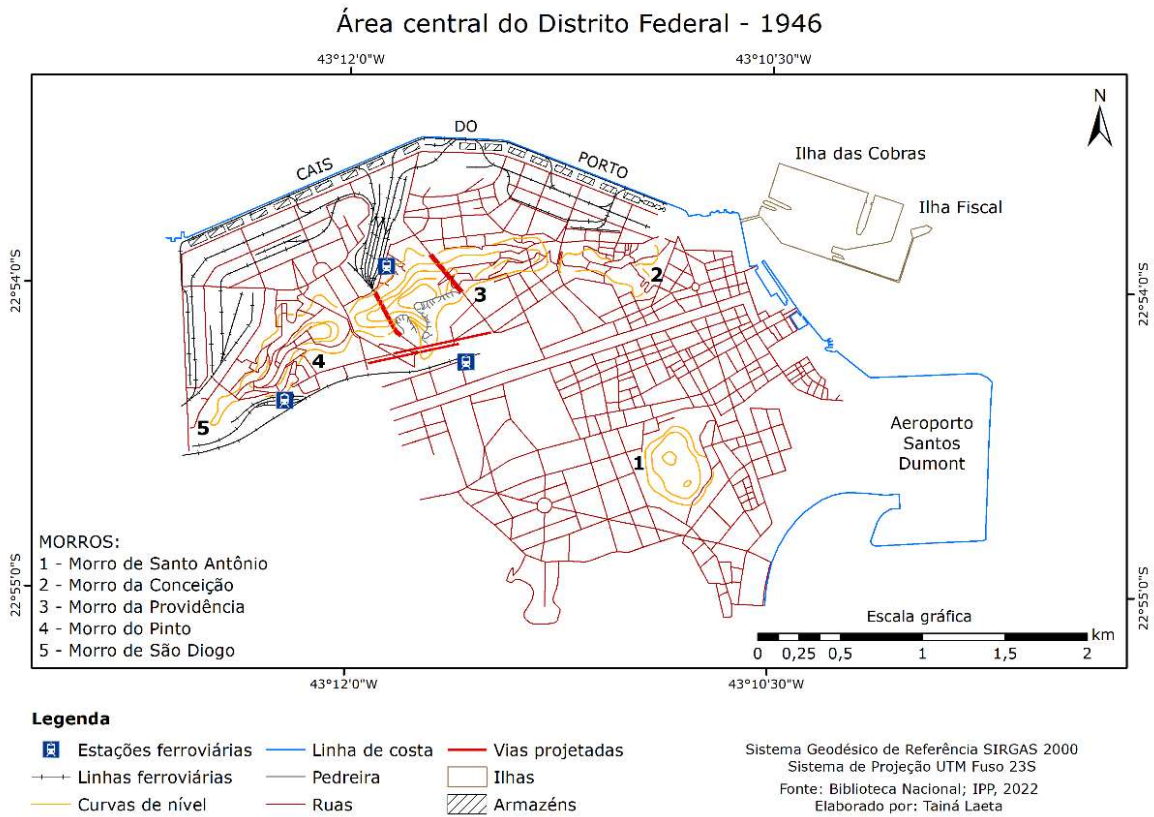 Área central do Distrito Federal - 1946
43°12'0"W
43°10'30"W
N
DO
CAIS
PORTO
Ilha das Cobras
Ilha Fiscal
22°54'0"S
22°54'0"S
2
3
4
5
1
Aeroporto
Santos
Dumont
MORROS:
1 - Morro de Santo Antônio
2 - Morro da Conceição
3 - Morro da Providência
4 - Morro do Pinto
5 - Morro de São Diogo
22°55'0"S
22°55'0"S
Escala gráfica
km
0 0,25 0,5 1 1,5 2
43°12'0"W
43°10'30"W
Legenda
Estações ferroviárias
Linha de costa
Vias projetadas
Linhas ferroviárias
Pedreira
Ilhas
Curvas de nível
Ruas
Armazéns
Sistema Geodésico de Referência SIRGAS 2000
Sistema de Projeção UTM Fuso 23S
Fonte: Biblioteca Nacional; IPP, 2022
Elaborado por: Tainá Laeta